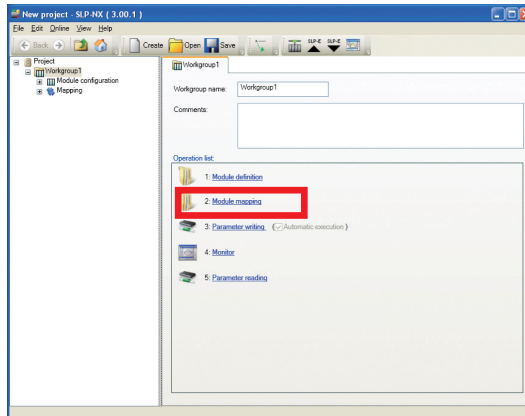 New project - SLP-NX ( 3.00.1 )
File Edit Online View Help
Back Create Open Save SLP-E SLP-E
Project
Workgroup1
Module configuration
Mapping
Workgroup1
Workgroup name: Workgroup1
Comments:
Operation list:
1: Module definition
2: Module mapping
3: Parameter writing ( Automatic execution )
4: Monitor
5: Parameter reading